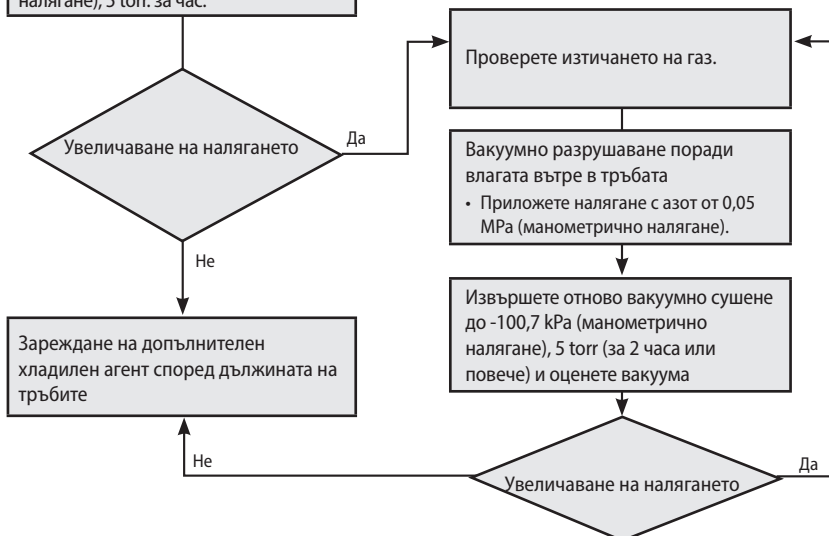 налягане), 5 torr. за час.
Увеличаване на налягането
Да
Не
Зареждане на допълнителен
хладилен агент според дължината на
тръбите
Проверете изтичането на газ.
Вакуумно разрушаване поради
влагата вътре в тръбата
• Приложете налягане с азот от 0,05
MPa (манометрично налягане).
Извършете отново вакуумно сушене
до -100,7 kPa (манометрично
налягане), 5 torr (за 2 часа или
повече) и оценете вакуума
Увеличаване на налягането
Не
Да